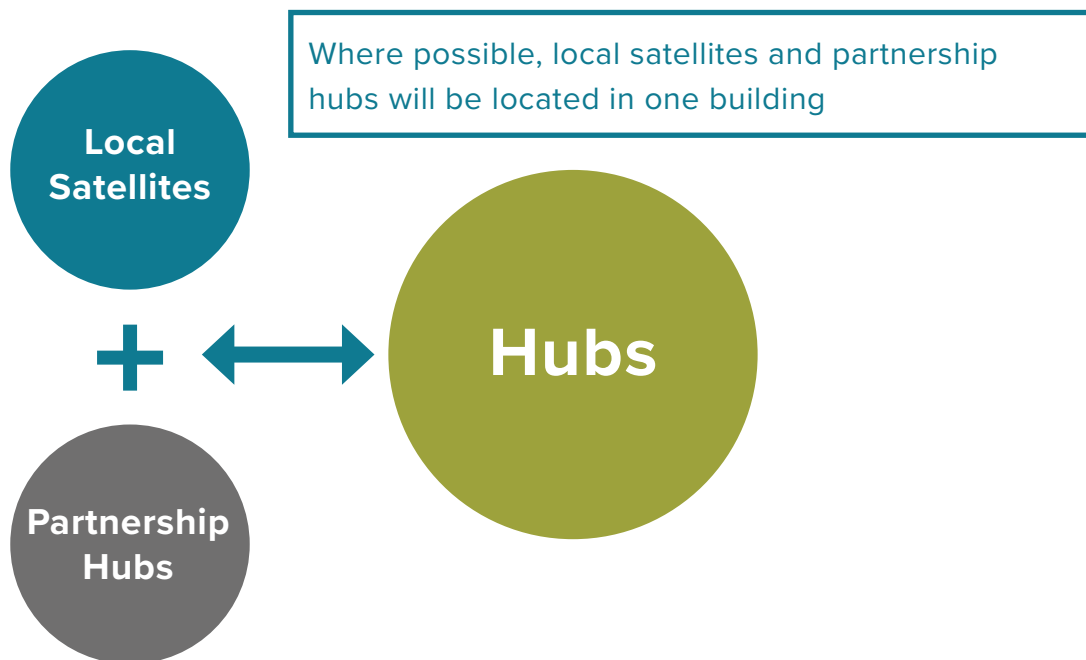 Where possible, local satellites and partnership
hubs will be located in one building
Local
Satellites
Hubs
Partnership
Hubs